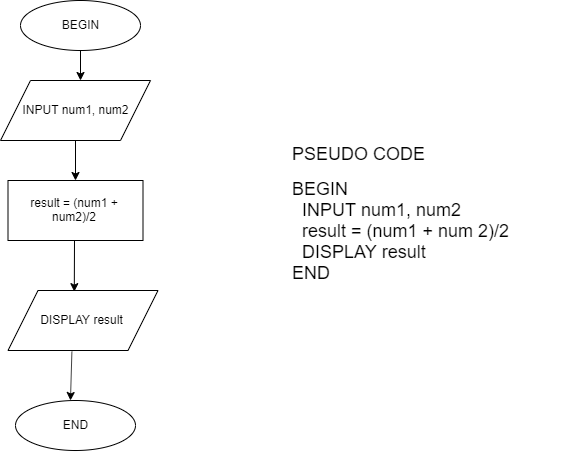 BEGIN
INPUT num1, num2
result = (num1 +
num2)/2
DISPLAY result
END
PSEUDO CODE
BEGIN
INPUT num1, num2
result = (num1 + num 2)/2
DISPLAY result
END